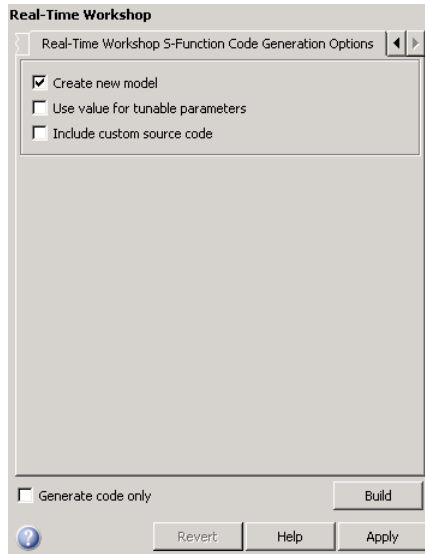 Real-Time Workshop
Real-Time Workshop S-Function Code Generation Options
Create new model
Use value for tunable parameters
Include custom source code
Generate code only
Build
Revert
Help
Apply